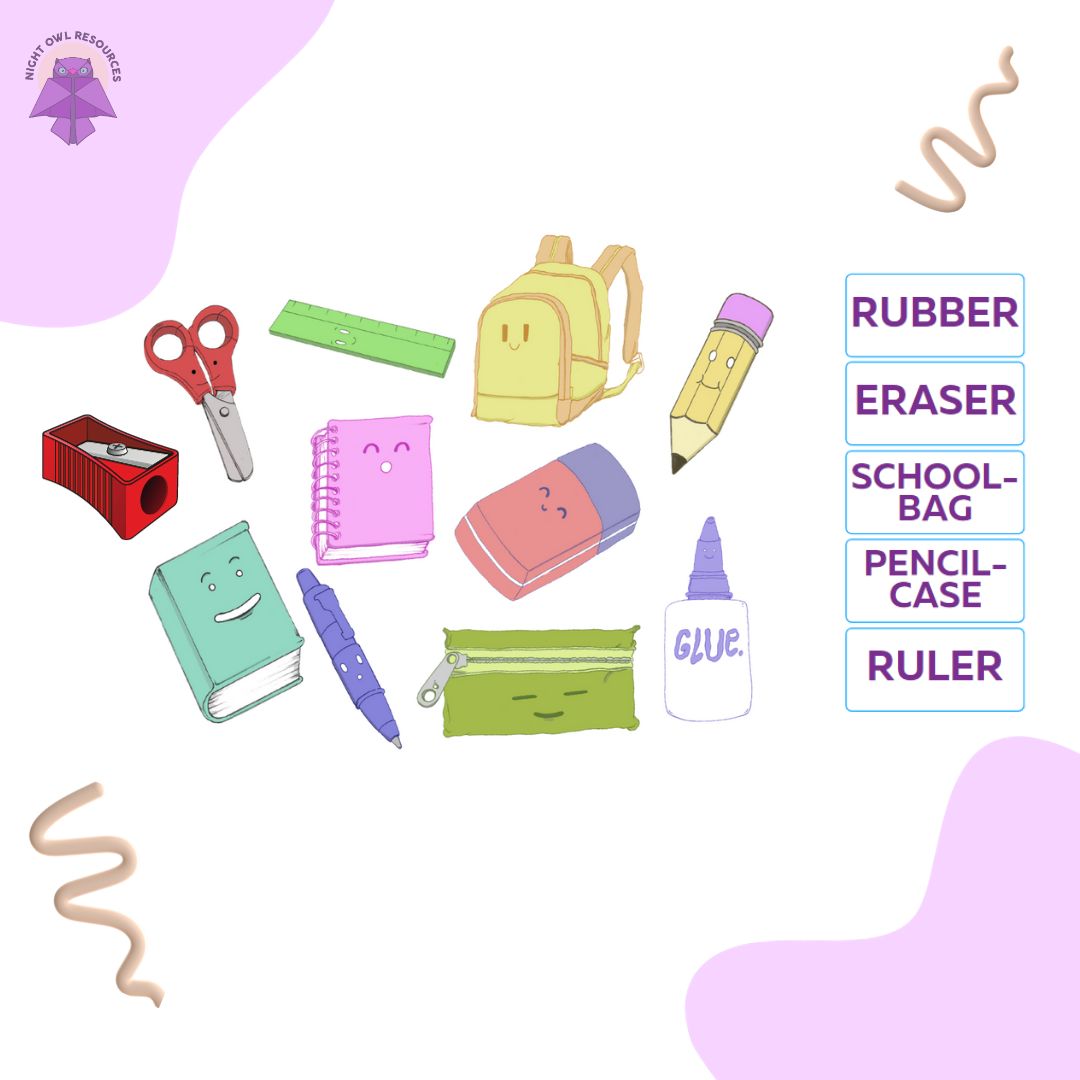 NIGHT OWL RESOURCES
RUBBER
ERASER
SCHOOL-
BAG
PENCIL-
CASE
RULER
GLUe.